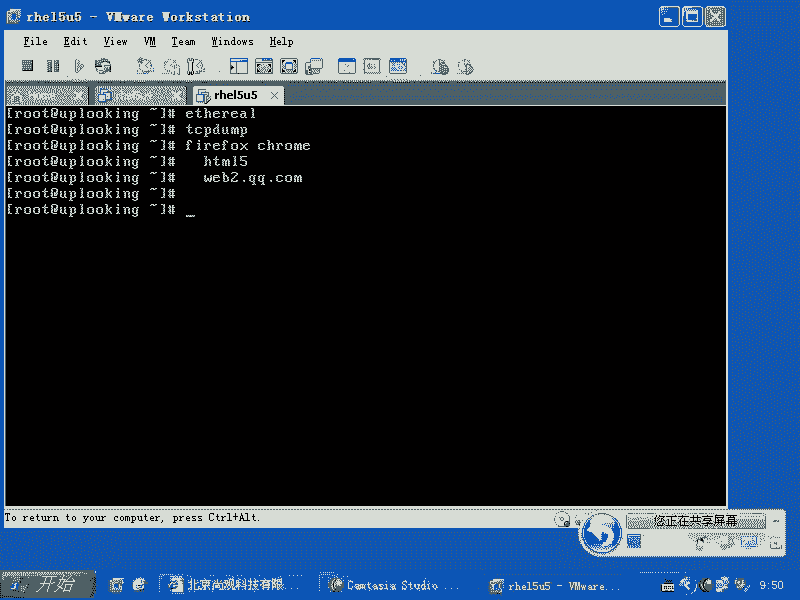 rhel5u5 - VMware Workstation
File Edit View VM Team Windows Help
rhel5u5
[root@uplooking ~]# ethereal
[root@uplooking ~]# tcpdump
[root@uplooking ~]# firefox chrome
[root@uplooking ~]#   html5
[root@uplooking ~]#   web2.qq.com
[root@uplooking ~]#
[root@uplooking ~]# _
To return to your computer, press Ctrl+Alt.
您正在共享屏幕
开始 北京尚观科技有限... Camtasia Studio ... rhel5u5 - VMware... 9:50